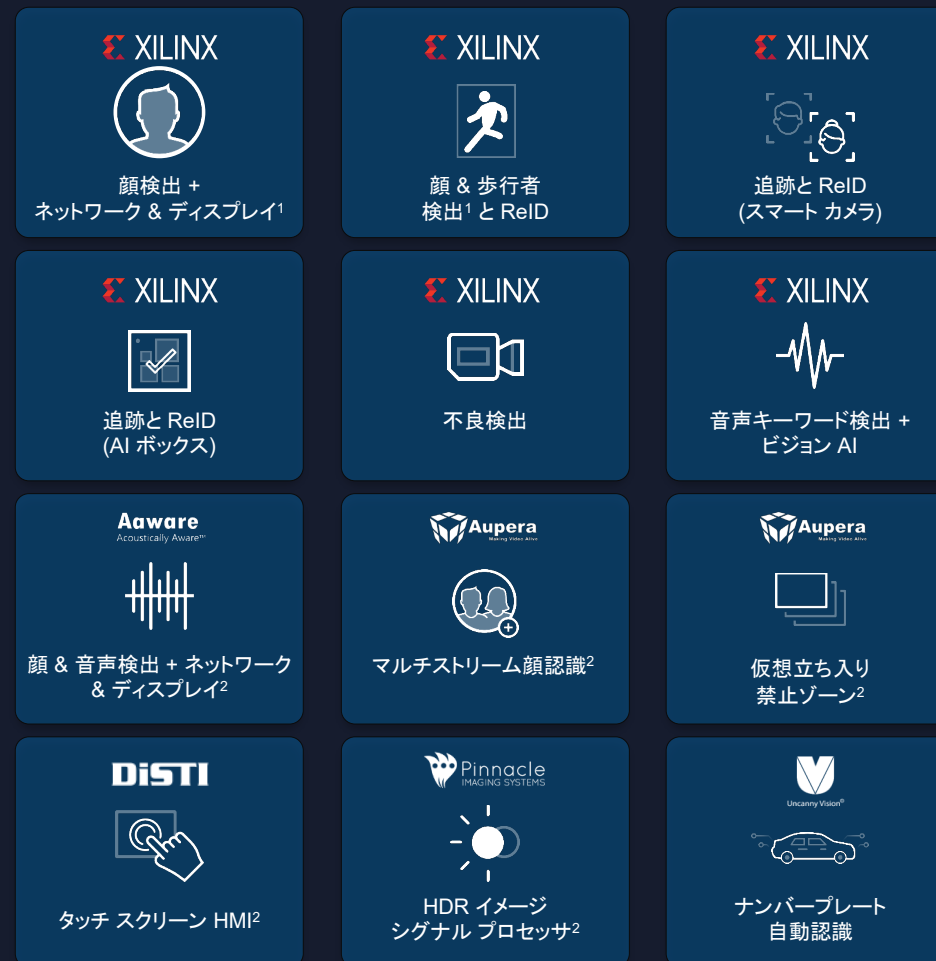 XILINX
顔検出 +
ネットワーク & ディスプレイ1
XILINX
顔 & 歩行者
検出1 と ReID
XILINX
追跡と ReID
(スマート カメラ)
XILINX
追跡と ReID
(AI ボックス)
XILINX
不良検出
XILINX
音声キーワード検出 +
ビジョン AI
Aaware
Acoustically Aware™
顔 & 音声検出 + ネットワーク
& ディスプレイ2
Aupera
Making Video Alive
マルチストリーム顔認識2
Aupera
Making Video Alive
仮想立ち入り
禁止ゾーン2
DiSTI
タッチ スクリーン HMI2
Pinnacle
IMAGING SYSTEMS
HDR イメージ
シグナル プロセッサ2
Uncanny Vision®
ナンバープレート
自動認識